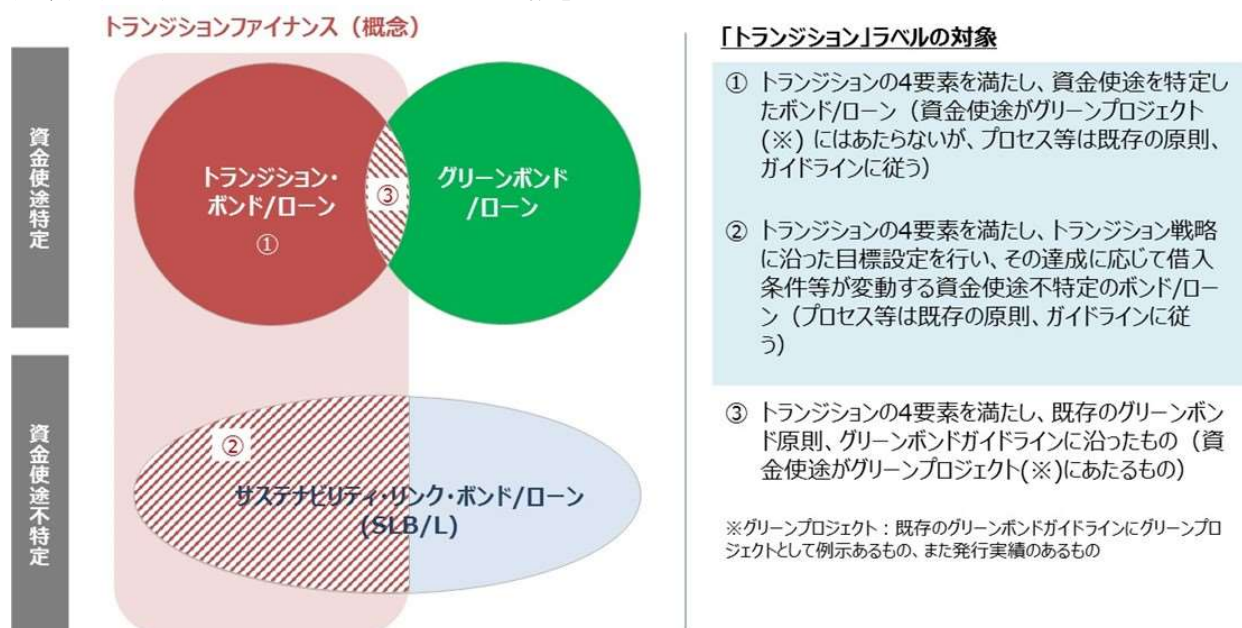 トランジションファイナンス（概念）
資金使途特定
トランジション・
ボンド/ローン
①
③
グリーンボンド
/ローン
資金使途不特定
②
サステナビリティ・リンク・ボンド/ローン
(SLB/L)
「トランジション」ラベルの対象
① トランジションの4要素を満たし、資金使途を特定し
たボンド/ローン（資金使途がグリーンプロジェクト
(※) にはあたらないが、プロセス等は既存の原則、
ガイドラインに従う）
② トランジションの4要素を満たし、トランジション戦略
に沿った目標設定を行い、その達成に応じて借入
条件等が変動する資金使途不特定のボンド/ロー
ン（プロセス等は既存の原則、ガイドラインに従
う）
③ トランジションの4要素を満たし、既存のグリーンボン
ド原則、グリーンボンドガイドラインに沿ったもの（資
金使途がグリーンプロジェクト(※)にあたるもの）
※グリーンプロジェクト：既存のグリーンボンドガイドラインにグリーンプロ
ジェクトとして例示あるもの、また発行実績のあるもの